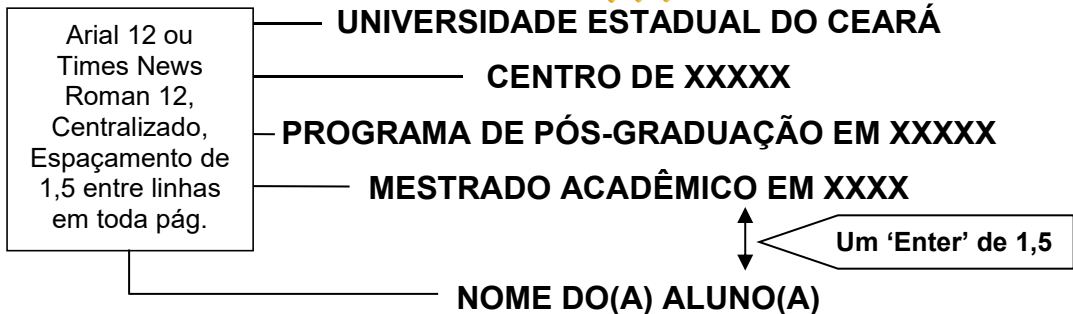 Arial 12 ou
Times News
Roman 12,
Centralizado,
Espaçamento de
1,5 entre linhas
em toda pág.
UNIVERSIDADE ESTADUAL DO CEARÁ
CENTRO DE XXXXX
PROGRAMA DE PÓS-GRADUAÇÃO EM XXXXX
MESTRADO ACADÊMICO EM XXXX
Um ‘Enter’ de 1,5
NOME DO(A) ALUNO(A)